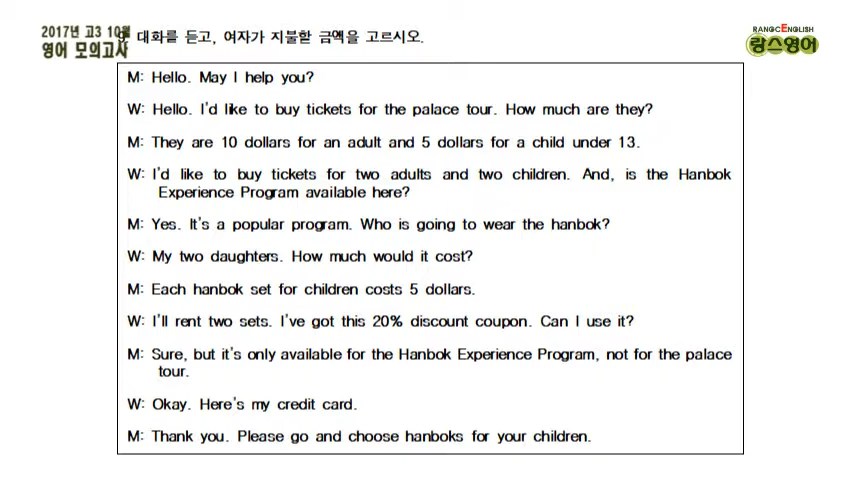 2017년 고3 10월
영어 모의고사
9. 대화를 듣고, 여자가 지불할 금액을 고르시오.
RANGCENGLISH
랑스영어
M: Hello. May I help you?
W: Hello. I'd like to buy tickets for the palace tour. How much are they?
M: They are 10 dollars for an adult and 5 dollars for a child under 13.
W: I'd like to buy tickets for two adults and two children. And, is the Hanbok
Experience Program available here?
M: Yes. It's a popular program. Who is going to wear the hanbok?
W: My two daughters. How much would it cost?
M: Each hanbok set for children costs 5 dollars.
W: I'll rent two sets. I've got this 20% discount coupon. Can I use it?
M: Sure, but it's only available for the Hanbok Experience Program, not for the palace
tour.
W: Okay. Here's my credit card.
M: Thank you. Please go and choose hanboks for your children.